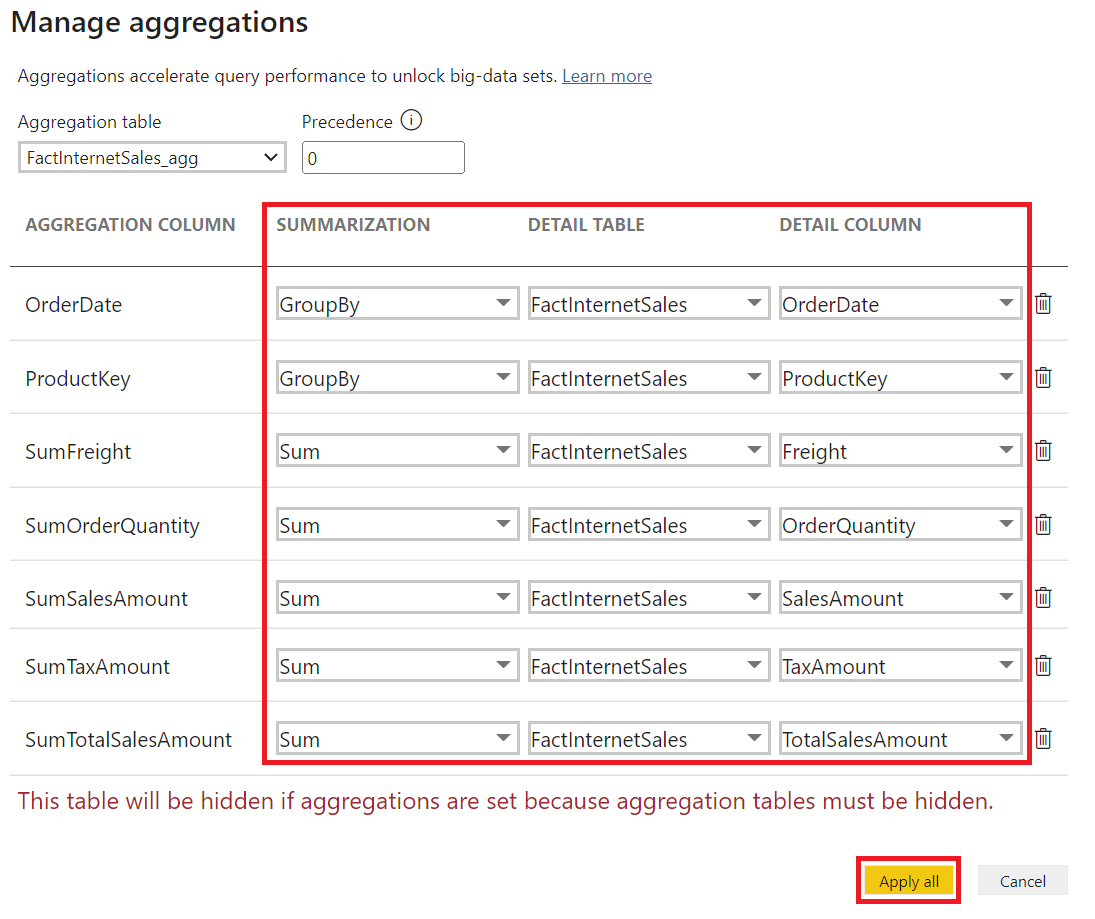 Manage aggregations
Aggregations accelerate query performance to unlock big-data sets. Learn more
Aggregation table Precedence
FactInternetSales_agg 0
AGGREGATION COLUMN SUMMARIZATION DETAIL TABLE DETAIL COLUMN
OrderDate GroupBy FactInternetSales OrderDate
ProductKey GroupBy FactInternetSales ProductKey
SumFreight Sum FactInternetSales Freight
SumOrderQuantity Sum FactInternetSales OrderQuantity
SumSalesAmount Sum FactInternetSales SalesAmount
SumTaxAmount Sum FactInternetSales TaxAmount
SumTotalSalesAmount Sum FactInternetSales TotalSalesAmount
This table will be hidden if aggregations are set because aggregation tables must be hidden.
Apply all Cancel